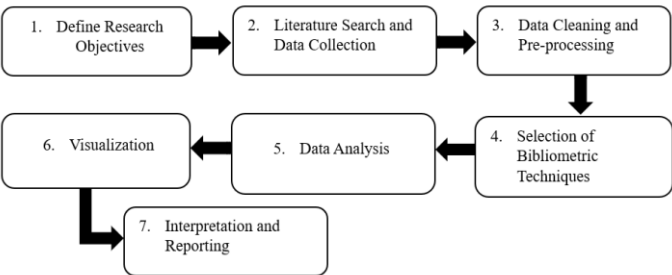 1. Define Research
Objectives
2. Literature Search and
Data Collection
3. Data Cleaning and
Pre-processing
4. Selection of
Bibliometric
Techniques
5. Data Analysis
6. Visualization
7. Interpretation and
Reporting